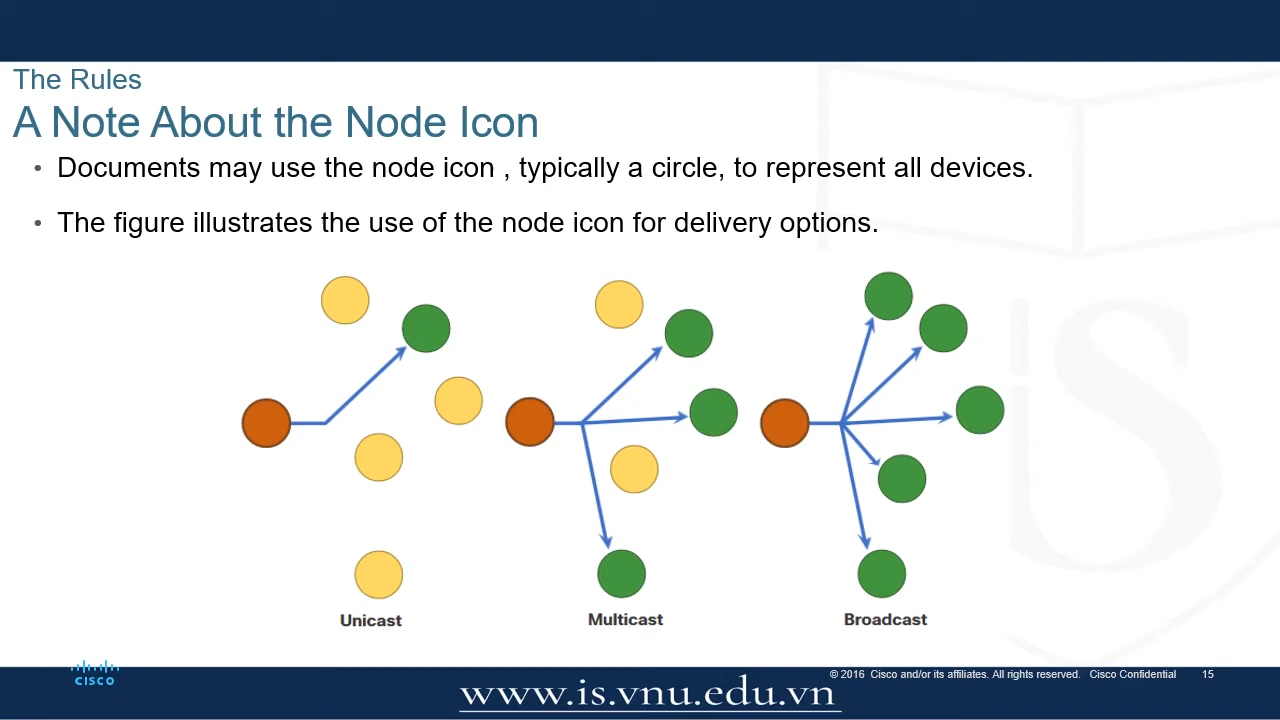 The Rules
A Note About the Node Icon
• Documents may use the node icon , typically a circle, to represent all devices.
• The figure illustrates the use of the node icon for delivery options.
Unicast
Multicast
Broadcast
CISCO
© 2016 Cisco and/or its affiliates. All rights reserved. Cisco Confidential 15
www.is.vnu.edu.vn